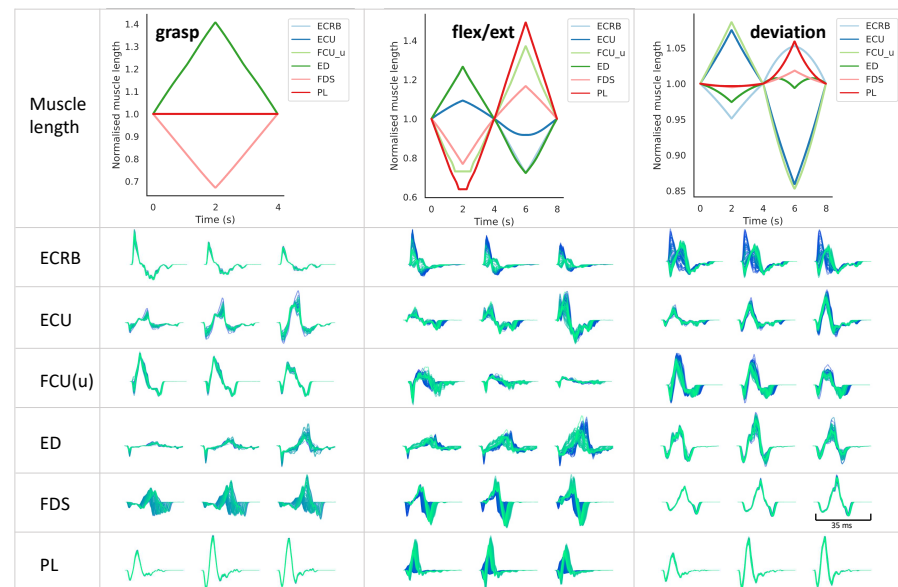 Muscle
length
grasp
Normalised muscle length
1.4
1.3
1.2
1.1
1.0
0.9
0.8
0.7
0
2
4
Time (s)
ECRB
ECU
FCU_u
ED
FDS
PL
flex/ext
Normalised muscle length
1.4
1.2
1.0
0.8
0.6
0
2
4
6
8
Time (s)
ECRB
ECU
FCU_u
ED
FDS
PL
deviation
Normalised muscle length
1.05
1.00
0.95
0.90
0.85
0
2
4
6
8
Time (s)
ECRB
ECU
FCU_u
ED
FDS
PL
ECRB
ECU
FCU(u)
ED
FDS
35 ms
PL